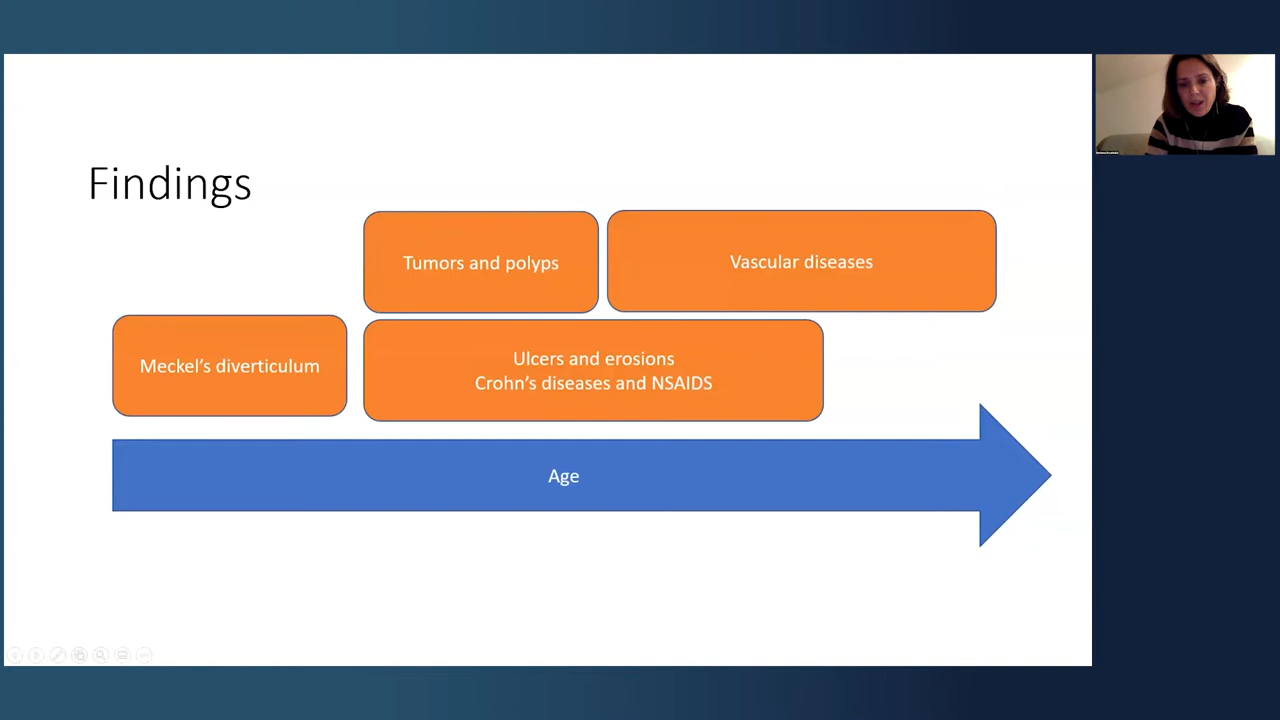 Findings
Tumors and polyps
Vascular diseases
Meckel's diverticulum
Ulcers and erosions
Crohn's diseases and NSAIDS
Age